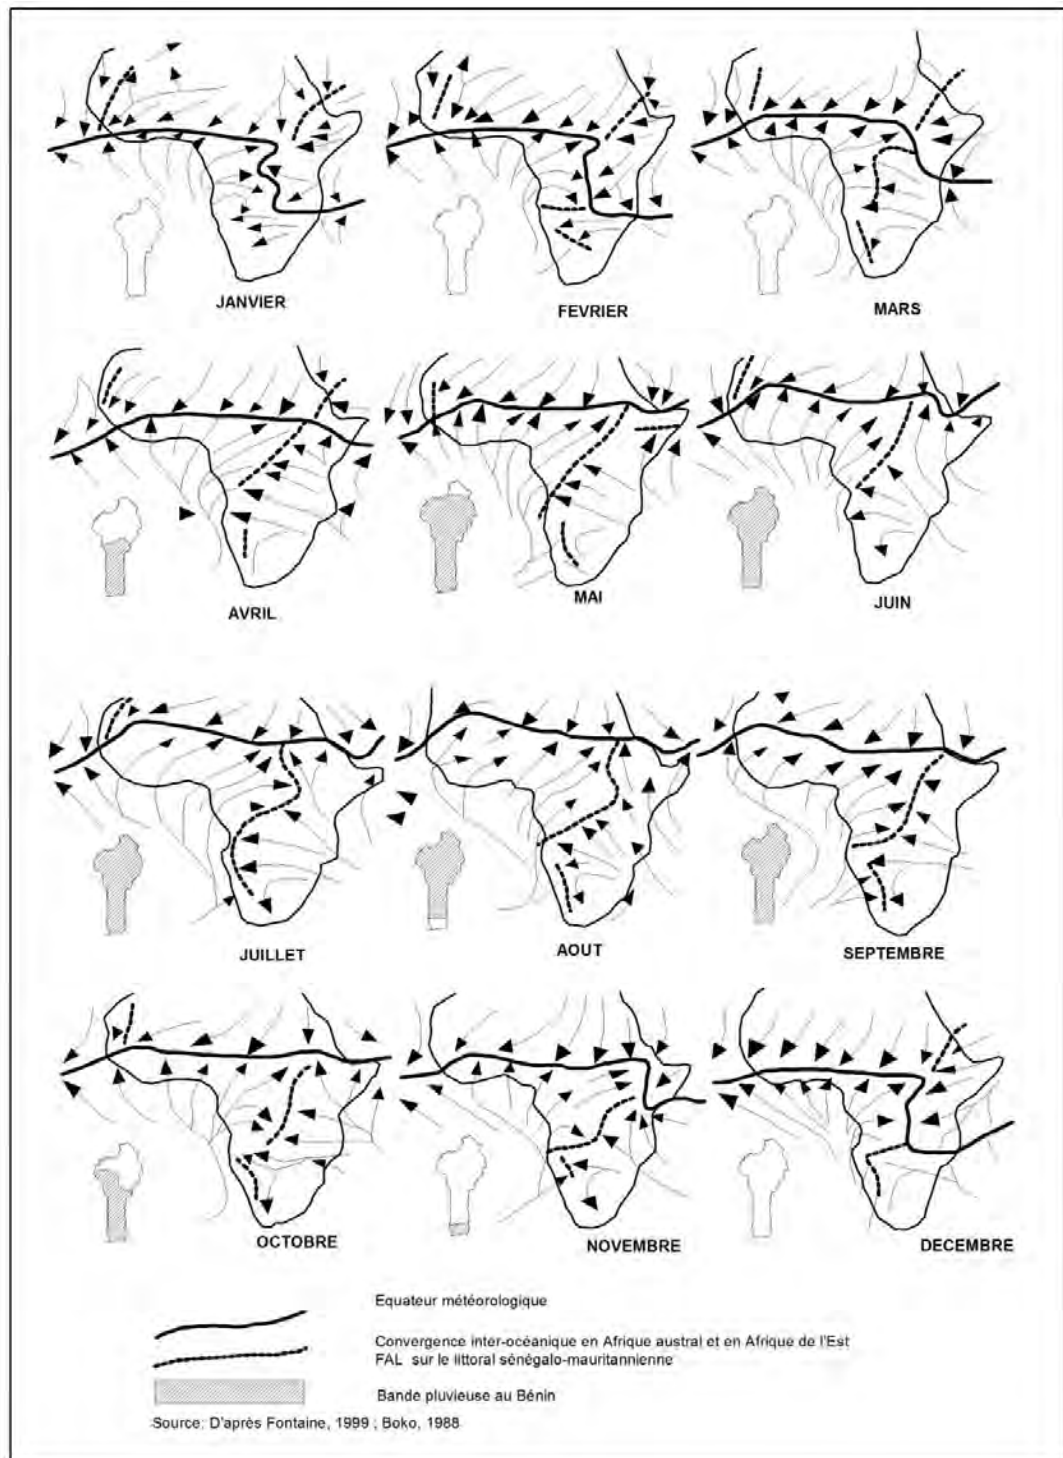 JANVIER
FEVRIER
MARS
AVRIL
MAI
JUIN
JUILLET
AOUT
SEPTEMBRE
OCTOBRE
NOVEMBRE
DECEMBRE
Equateur météorologique
Convergence inter-océanique en Afrique austral et en Afrique de l'Est
FAL sur le littoral sénégalo-mauritannienne
Bande pluvieuse au Bénin
Source: D'après Fontaine, 1999 ; Boko, 1988